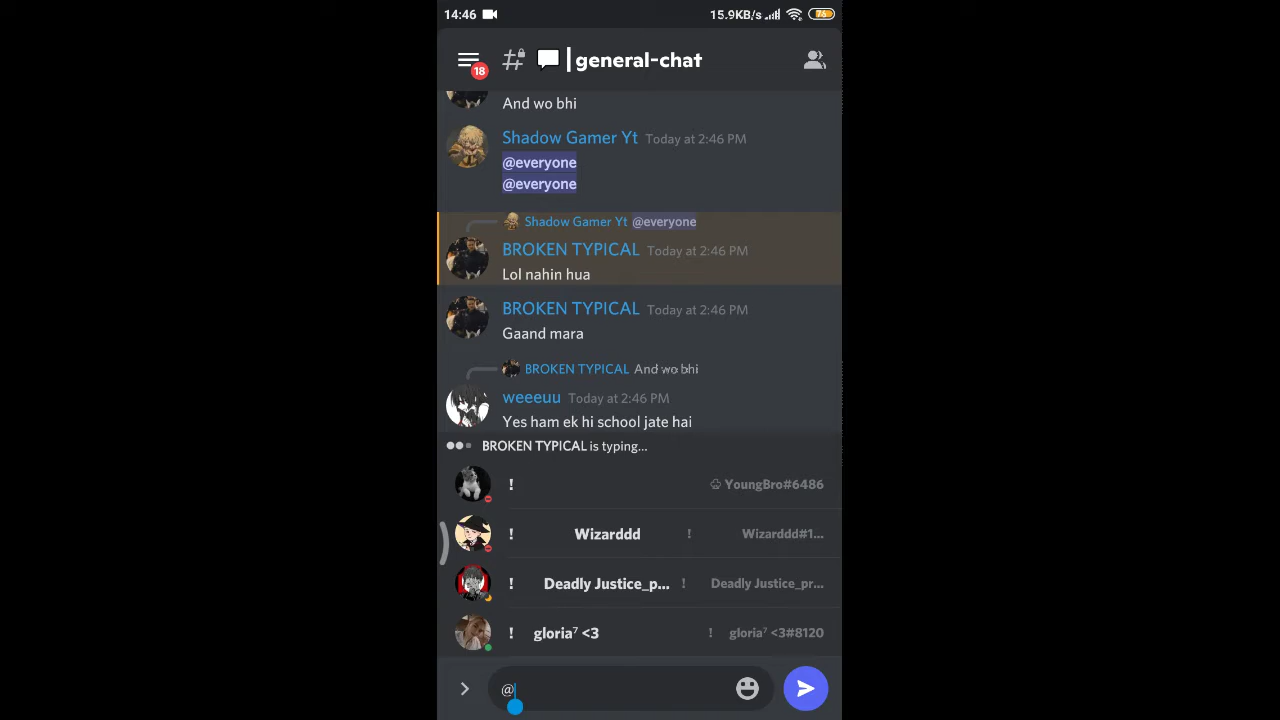 14:46 15.9KB/s 76
18 general-chat
And wo bhi
Shadow Gamer Yt Today at 2:46 PM
@everyone
@everyone
Shadow Gamer Yt @everyone
BROKEN TYPICAL Today at 2:46 PM
Lol nahin hua
BROKEN TYPICAL Today at 2:46 PM
Gaand mara
BROKEN TYPICAL And wo bhi
weeeuu Today at 2:46 PM
Yes ham ek hi school jate hai
BROKEN TYPICAL is typing...
! ♧ YoungBro#6486
! Wizarddd ! Wizarddd#1...
! Deadly Justice_p... ! Deadly Justice_pr...
! gloria⁷ <3 ! gloria⁷ <3#8120
@